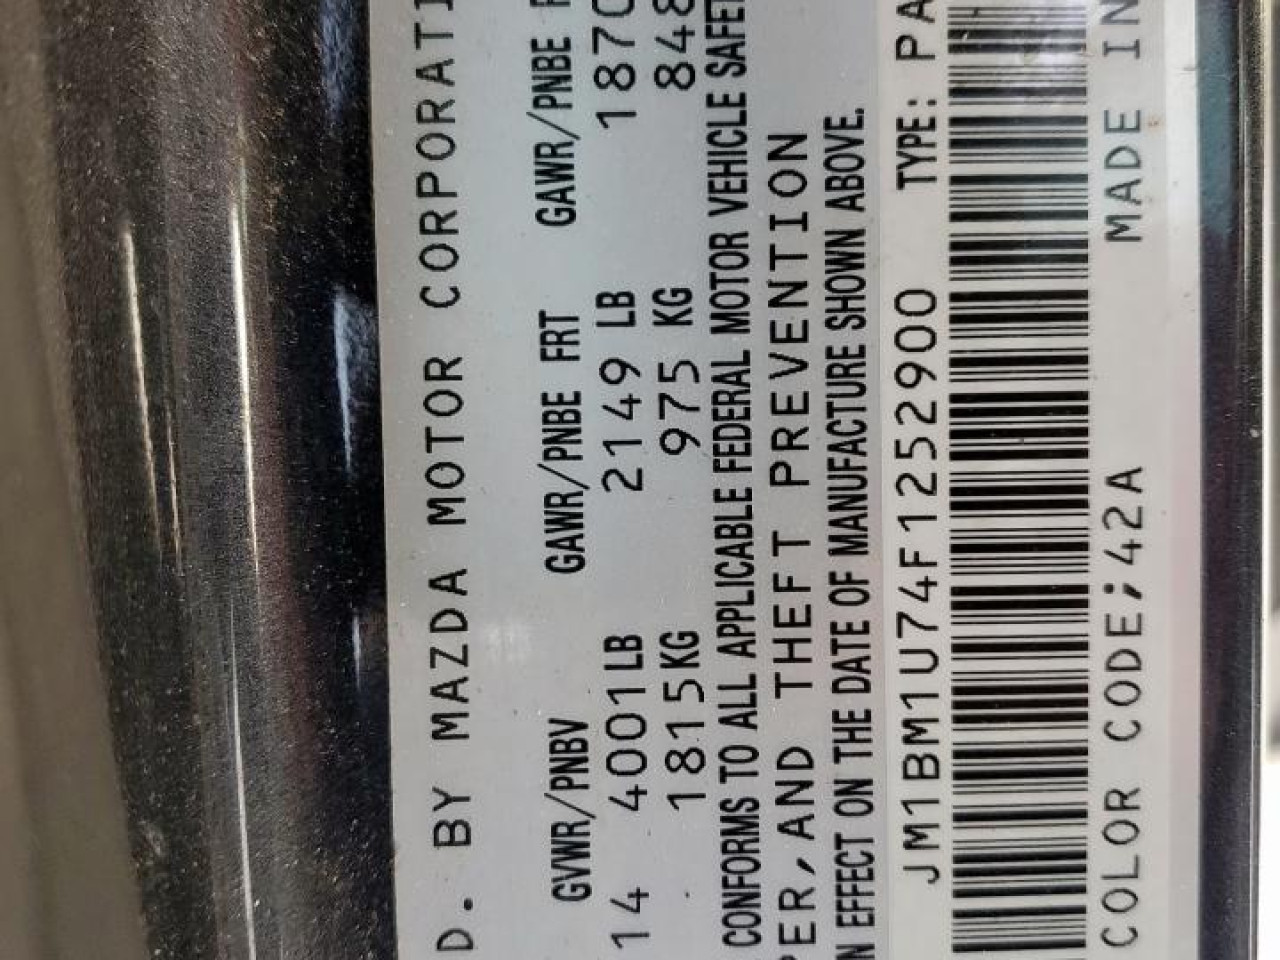 D. BY MAZDA MOTOR CORPORATI
GVWR/PNBV GAWR/PNBE FRT GAWR/PNBE R
14 4001LB 2149 LB 1870
1815KG 975 KG 848
CONFORMS TO ALL APPLICABLE FEDERAL MOTOR VEHICLE SAFET
PER,AND THEFT PREVENTION
N EFFECT ON THE DATE OF MANUFACTURE SHOWN ABOVE.
JM1BM1U74F1252900 TYPE: PA
COLOR CODE;42A MADE IN